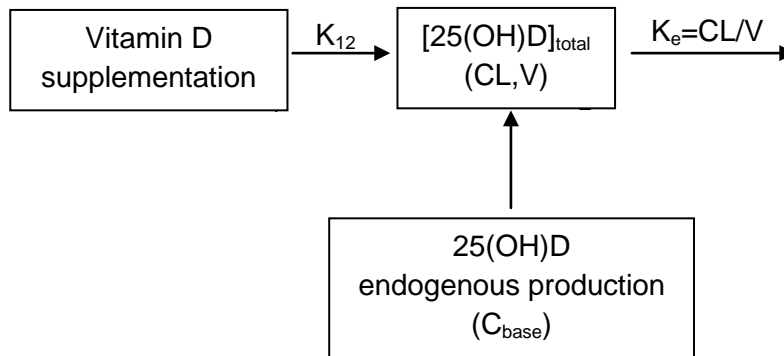 Vitamin D
supplementation
K₁₂
[25(OH)D]total
(CL,V)
Kₑ=CL/V
25(OH)D
endogenous production
(Cbase)